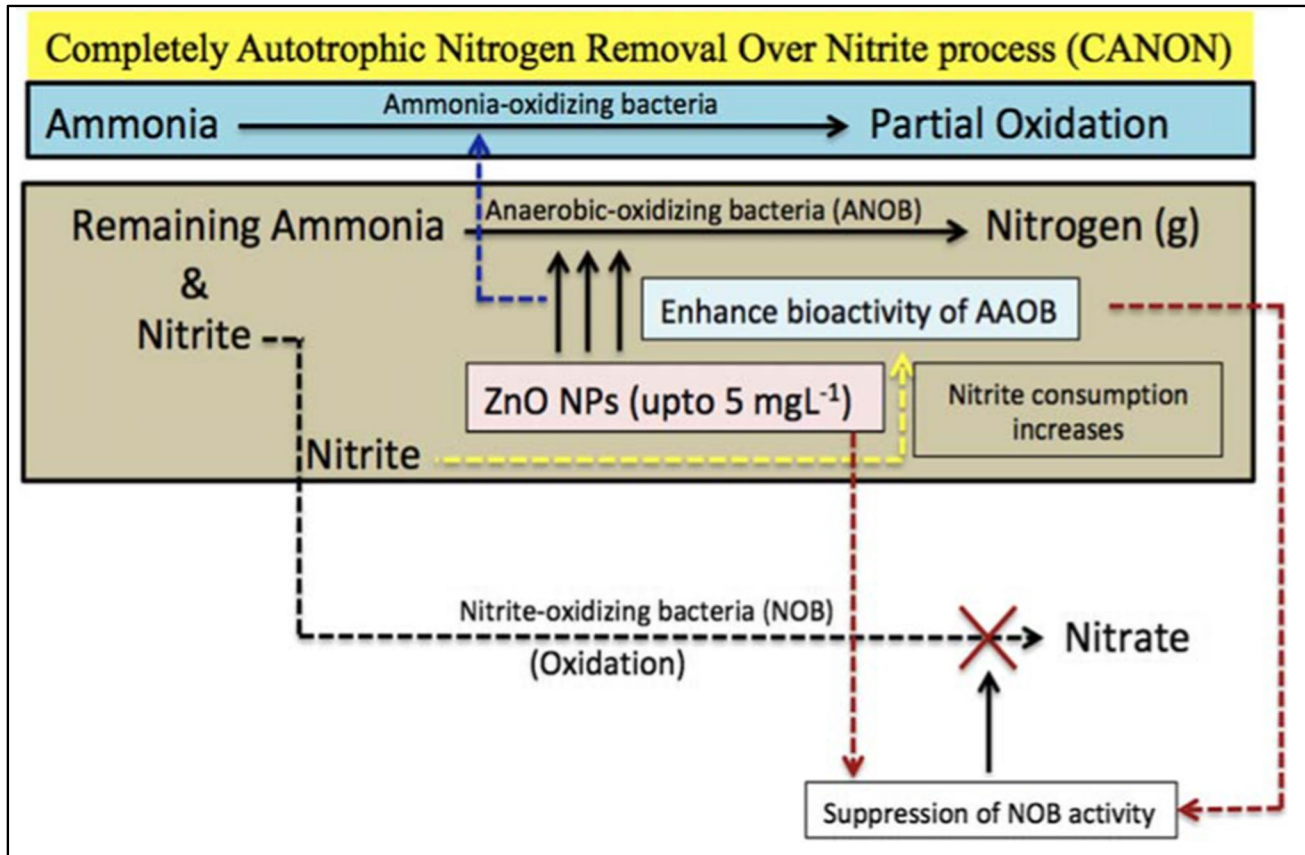 Completely Autotrophic Nitrogen Removal Over Nitrite process (CANON)
Ammonia-oxidizing bacteria
Ammonia
Partial Oxidation
Anaerobic-oxidizing bacteria (ANOB)
Remaining Ammonia
Nitrogen (g)
&
Nitrite
Enhance bioactivity of AAOB
ZnO NPs (upto 5 mgL⁻¹)
Nitrite consumption
increases
Nitrite
Nitrite-oxidizing bacteria (NOB)
(Oxidation)
Nitrate
Suppression of NOB activity